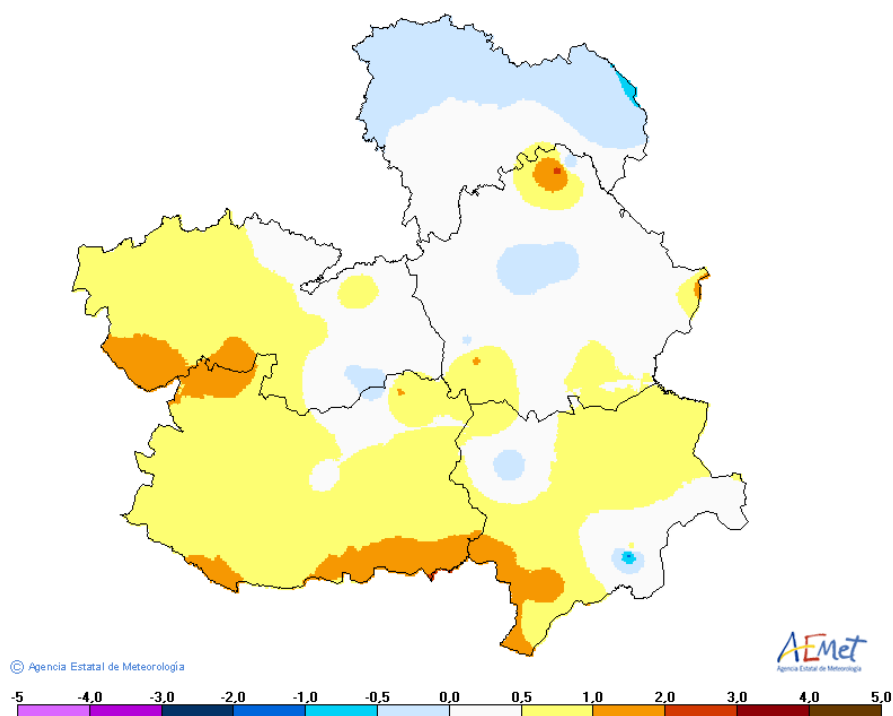 © Agencia Estatal de Meteorología
AEMet
Agencia Estatal de Meteorología
-5 -4,0 -3,0 -2,0 -1,0 -0,5 0,0 0,5 1,0 2,0 3,0 4,0 5,0